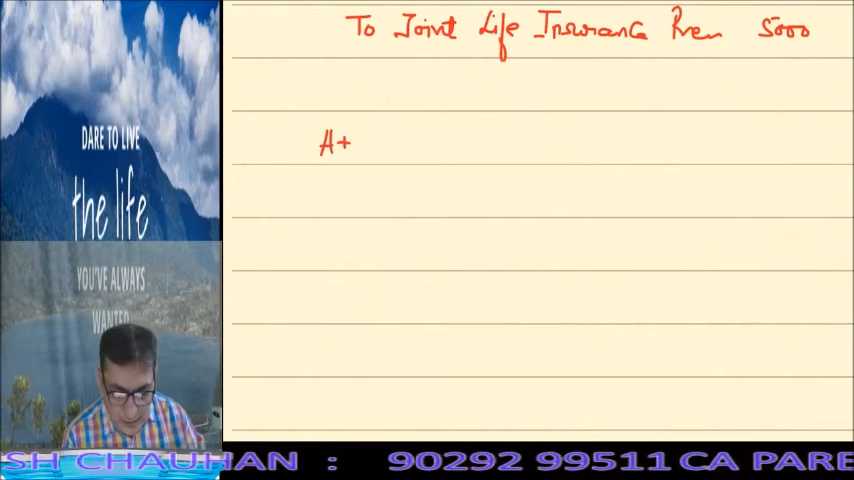 To Joint Life Insurance Prem 5000
A+
DARE TO LIVE
the life
YOU'VE ALWAYS
WANTED
SH CHAUHAN : 90292 99511 CA PARE